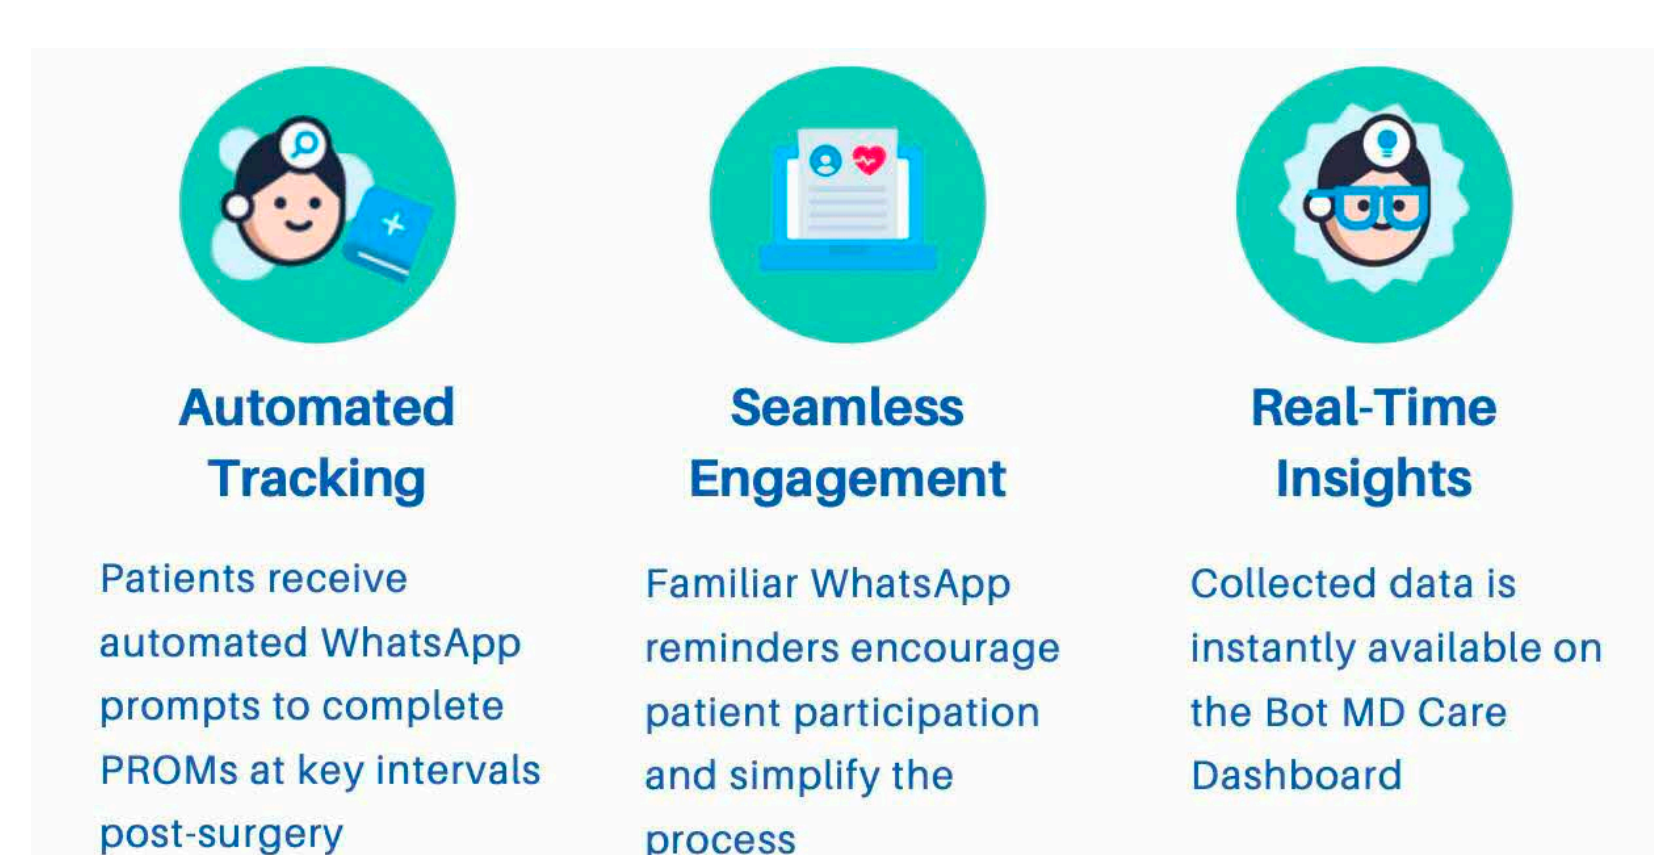 Automated
Tracking
Patients receive
automated WhatsApp
prompts to complete
PROMs at key intervals
post-surgery
Seamless
Engagement
Familiar WhatsApp
reminders encourage
patient participation
and simplify the
process
Real-Time
Insights
Collected data is
instantly available on
the Bot MD Care
Dashboard